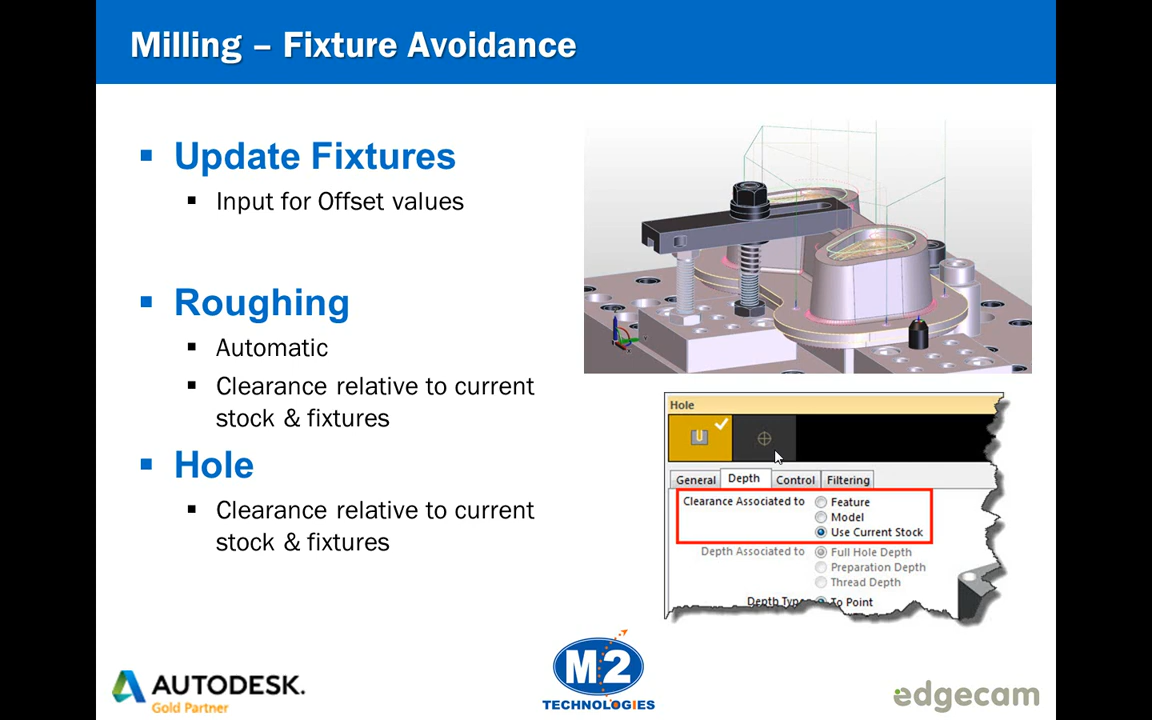 Milling – Fixture Avoidance
Update Fixtures
Input for Offset values
Roughing
Automatic
Clearance relative to current
stock & fixtures
Hole
Clearance relative to current
stock & fixtures
Hole
General Depth Control Filtering
Clearance Associated to Feature
Model
Use Current Stock
Depth Associated to Full Hole Depth
Preparation Depth
Thread Depth
Depth Type To Point
AUTODESK.
Gold Partner
M2
TECHNOLOGIES
edgecam